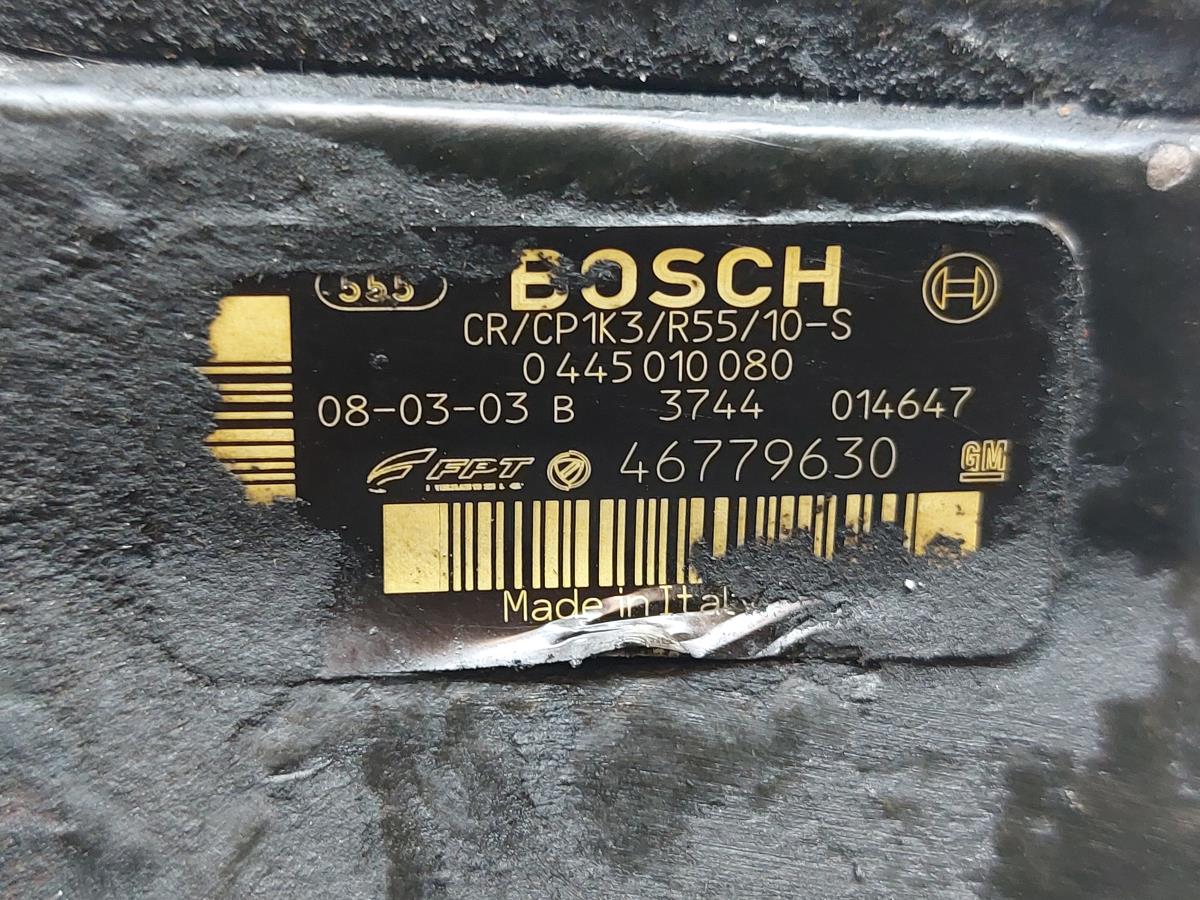 555 BOSCH
CR/CP1K3/R55/10-S
0 445 010 080
08-03-03 B 3744 014647
FPT 46779630 GM
Made in Italy